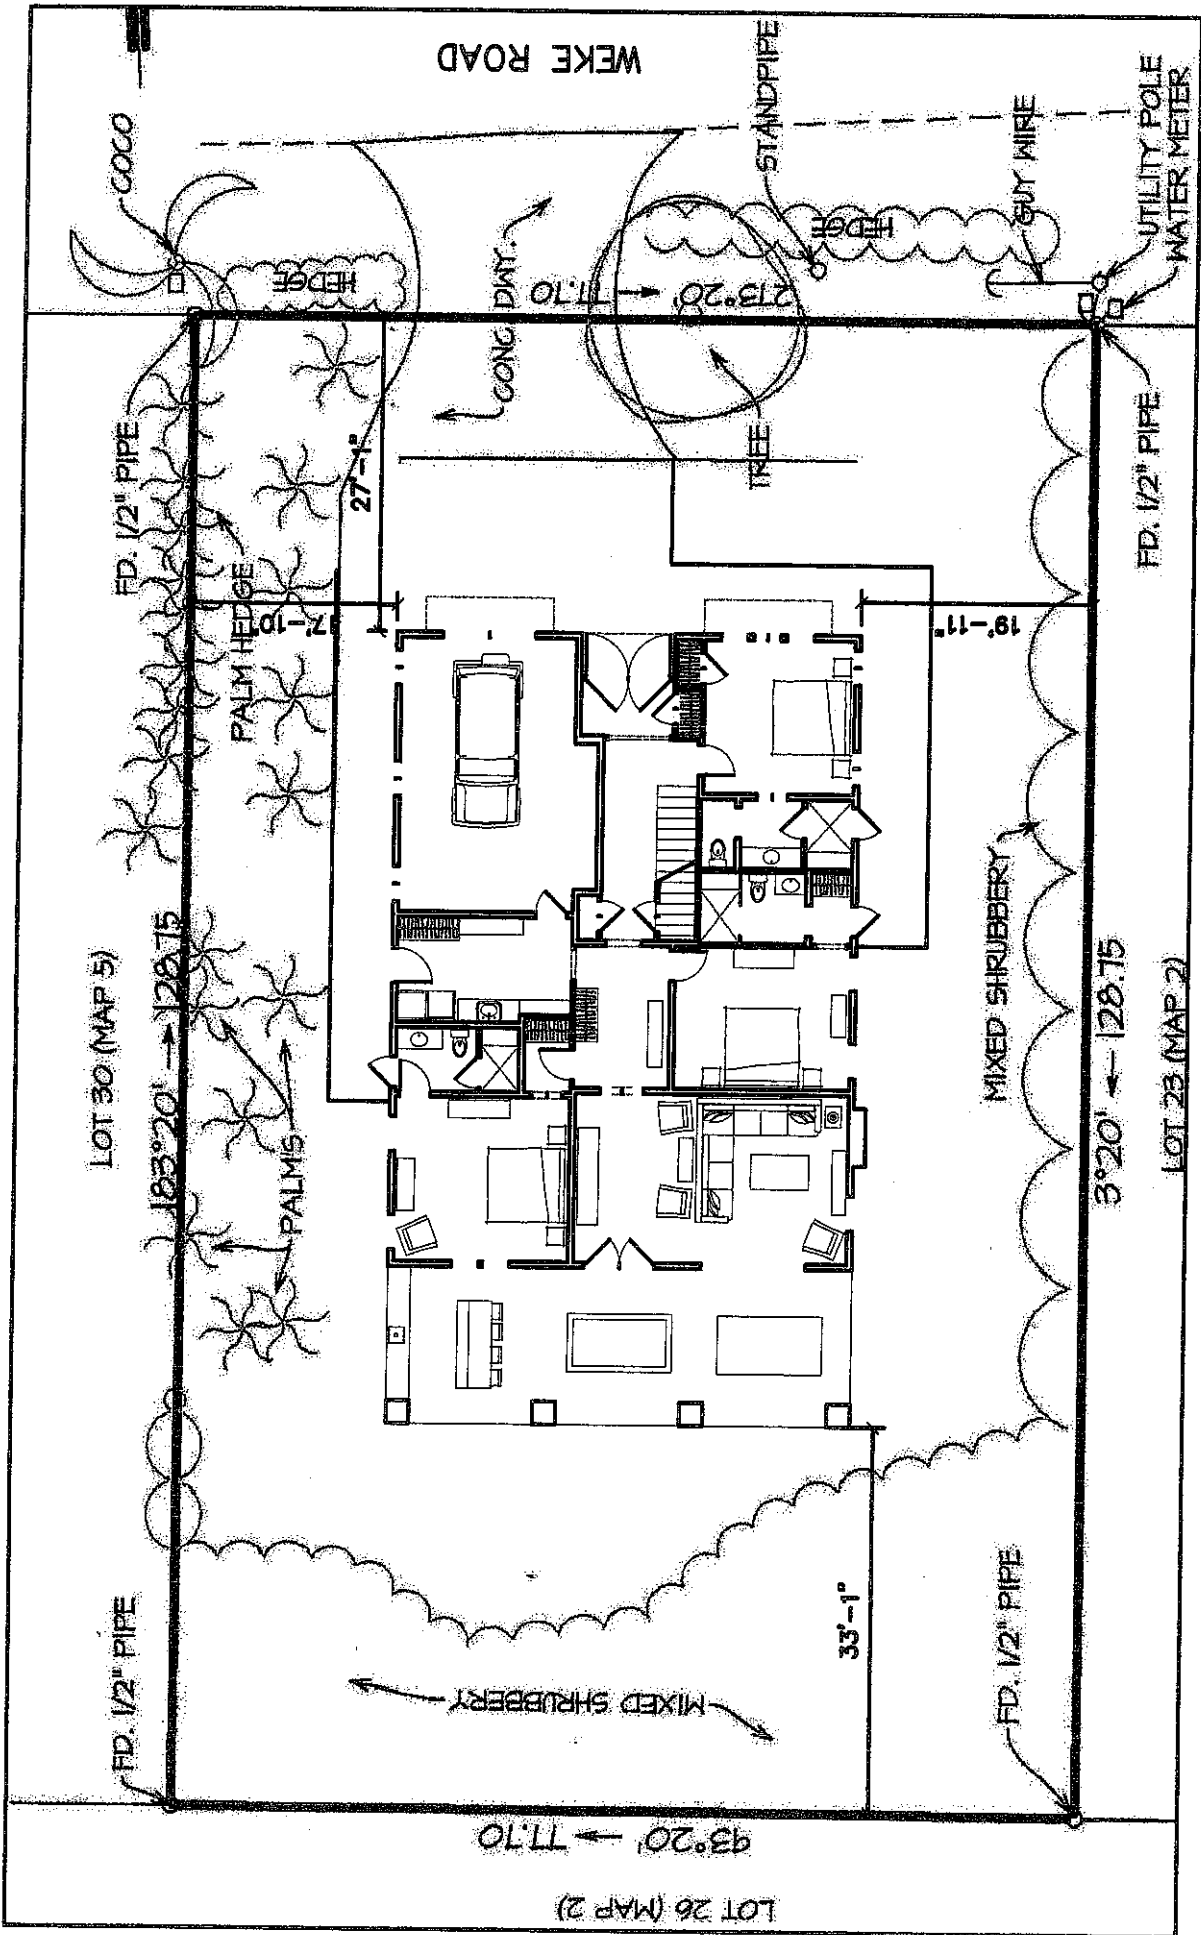 WEKE ROAD
COCO
STANDPIPE
GUY WIRE
UTILITY POLE
WATER METER
HEDGE
HEDGE
CONC. DWY.
273°20' → 77.70
TREE
FD. 1/2" PIPE
FD. 1/2" PIPE
27'-1"
PALM HEDGE
17'-10"
19'-11"
LOT 30 (MAP 5)
183°20' → 128.75
PALMS
MIXED SHRUBBERY
3°20' ← 128.75
LOT 23 (MAP 2)
33'-1"
MIXED SHRUBBERY
FD. 1/2" PIPE
FD. 1/2" PIPE
93°20' ← 77.70
LOT 26 (MAP 2)